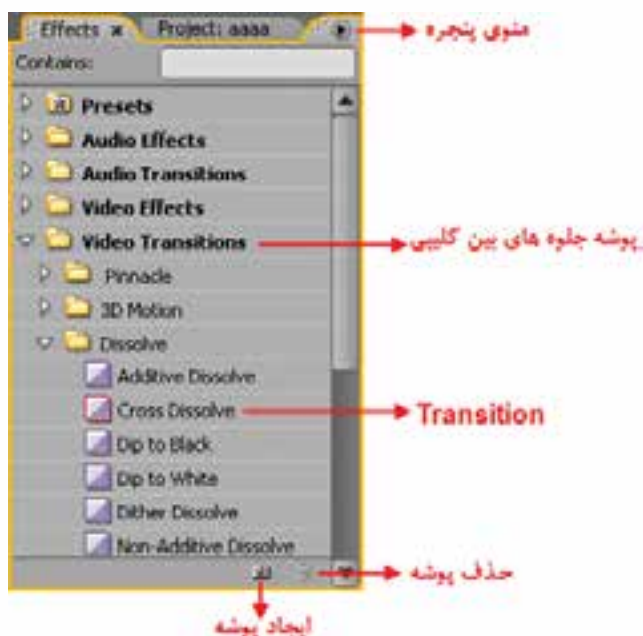 Effects x Project: aaaa منوی پنجره
Contains:
Presets
Audio Effects
Audio Transitions
Video Effects
Video Transitions پوشه جلوه های بین کلیپی
Pinnacle
3D Motion
Dissolve
Additive Dissolve
Cross Dissolve Transition
Dip to Black
Dip to White
Dither Dissolve
Non-Additive Dissolve
حذف پوشه
ایجاد پوشه